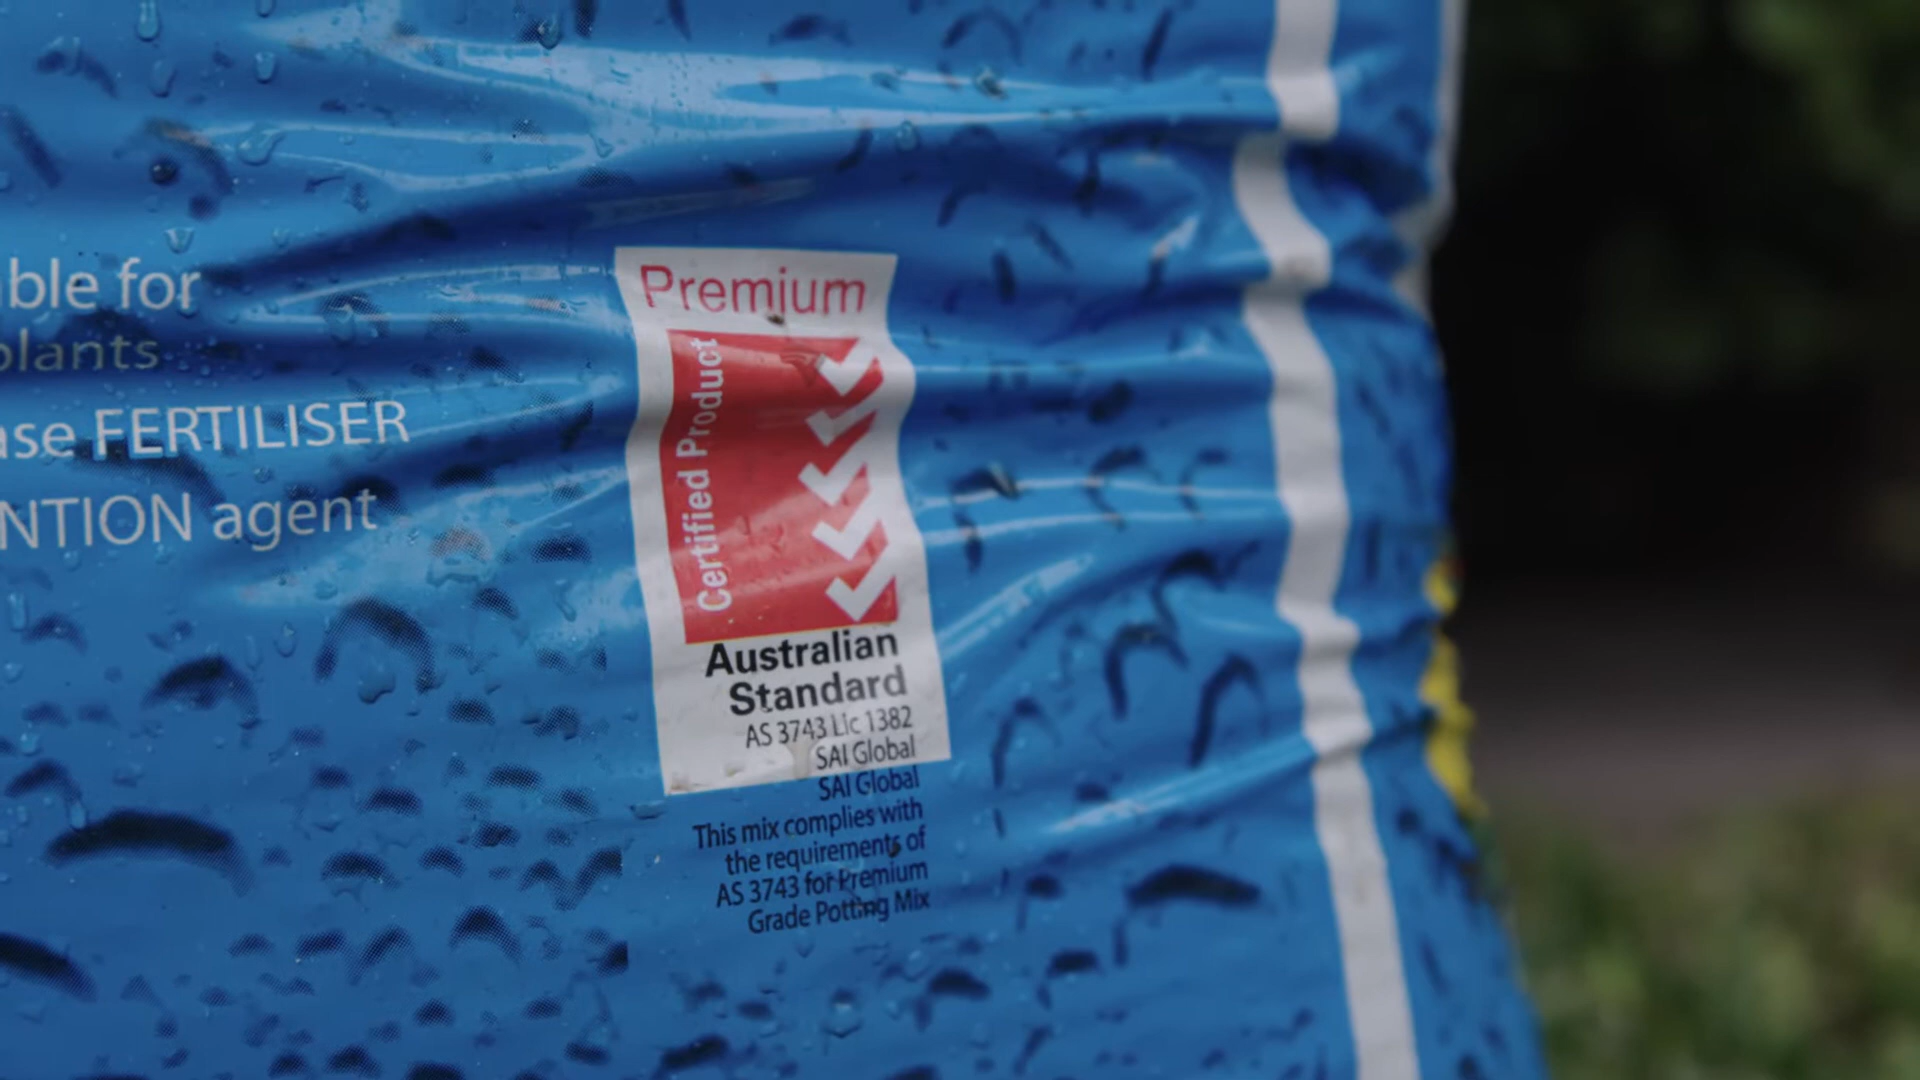 ble for
plants
ase FERTILISER
NTION agent
Premium
Certified Product
Australian
Standard
AS 3743 Lic 1382
SAI Global
SAI Global
This mix complies with
the requirements of
AS 3743 for Premium
Grade Potting Mix